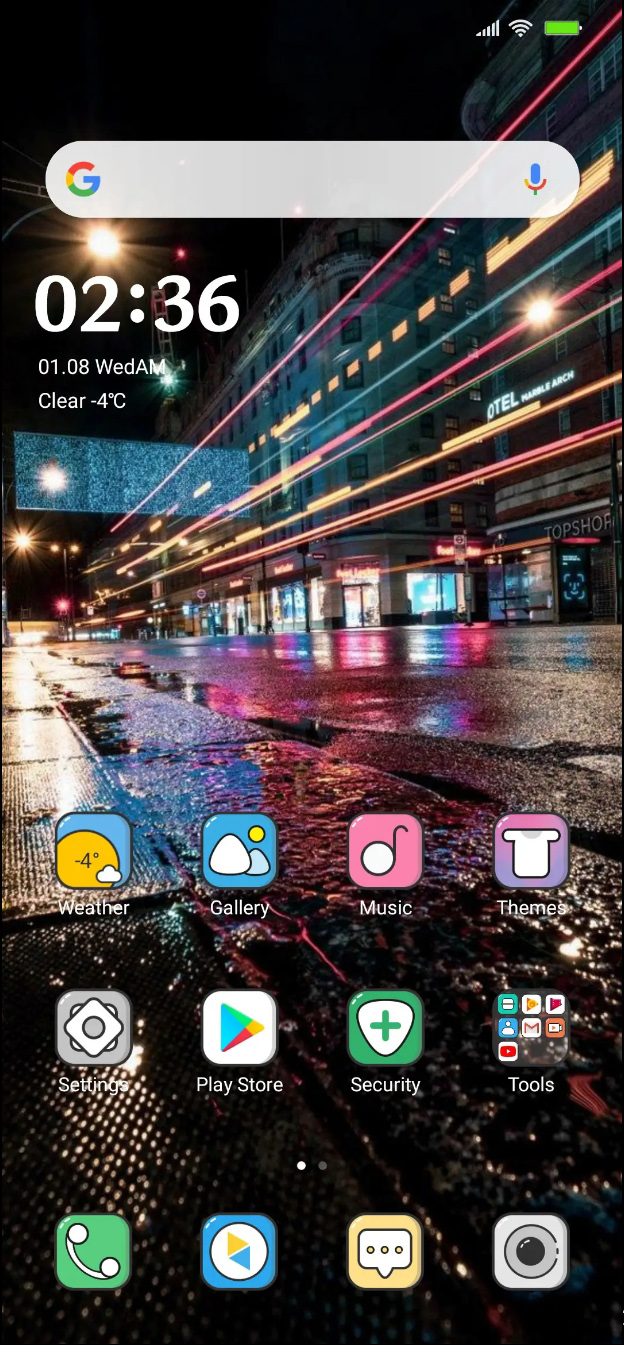 02:36
01.08 WedAM
Clear -4℃
OTEL MARBLE ARCH
TOPSHOP
-4°
Weather
Gallery
Music
Themes
Settings
Play Store
Security
Tools